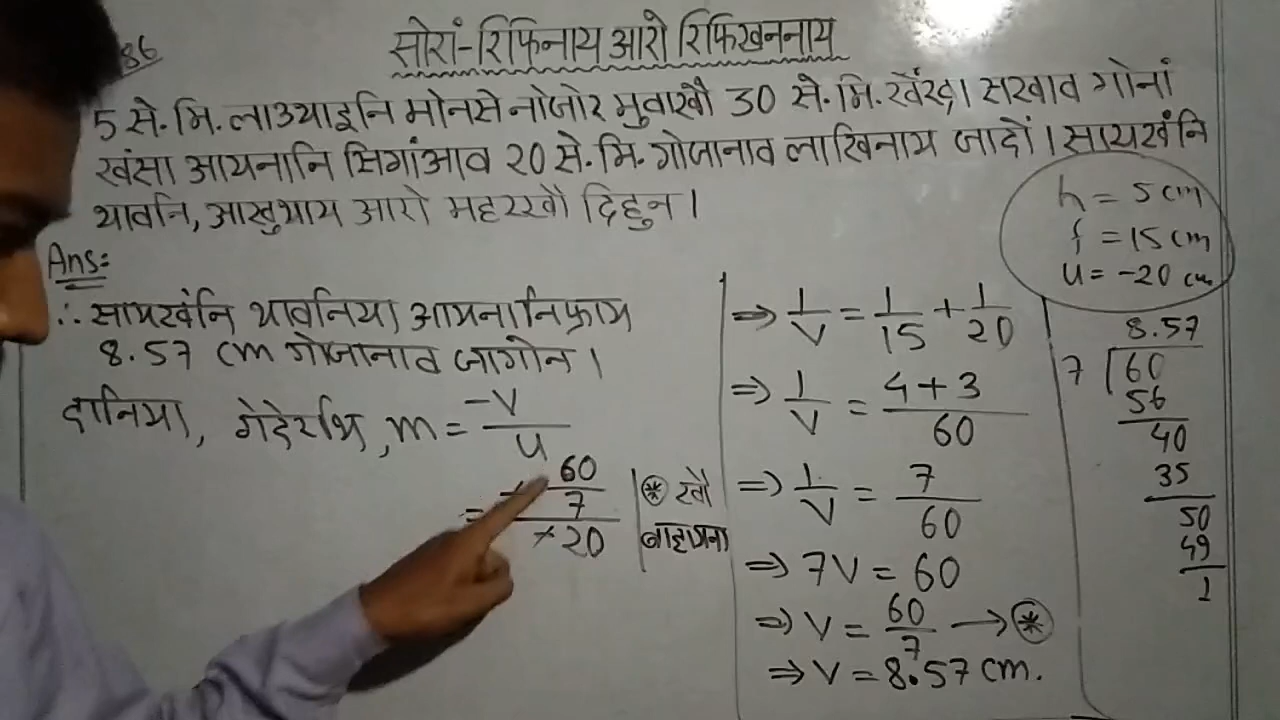 86
सोरां-रिफिनाय आरो रिफिखननाय
5 से. मि. लाउथाइनि मोनसे नोजोर मुवाखौ 30 से. मि. खैंदा सखाव गोनां
खंसा आयनानि सिगांआव 20 से. मि. गोजानाव लाखिनाय जादों। सायखंनि
थावनि, आखुथाय आरो महरखौ दिहुन।
h = 5 cm
f = 15 cm
u = -20 cm
Ans:
∴ सायखंनि थावनिया आयनानिफ्राय
8.57 cm गोजानाव जागोन।
दानिया, गेदेरथि, m = -v/u
= 60/7
20
⊛ खौ
बाहायना
⇒ 1/v = 1/15 + 1/20
⇒ 1/v = 4+3/60
⇒ 1/v = 7/60
⇒ 7v = 60
⇒ v = 60/7 → ⊛
⇒ v = 8.57 cm.
8.57
7 60
56
40
35
50
49
1